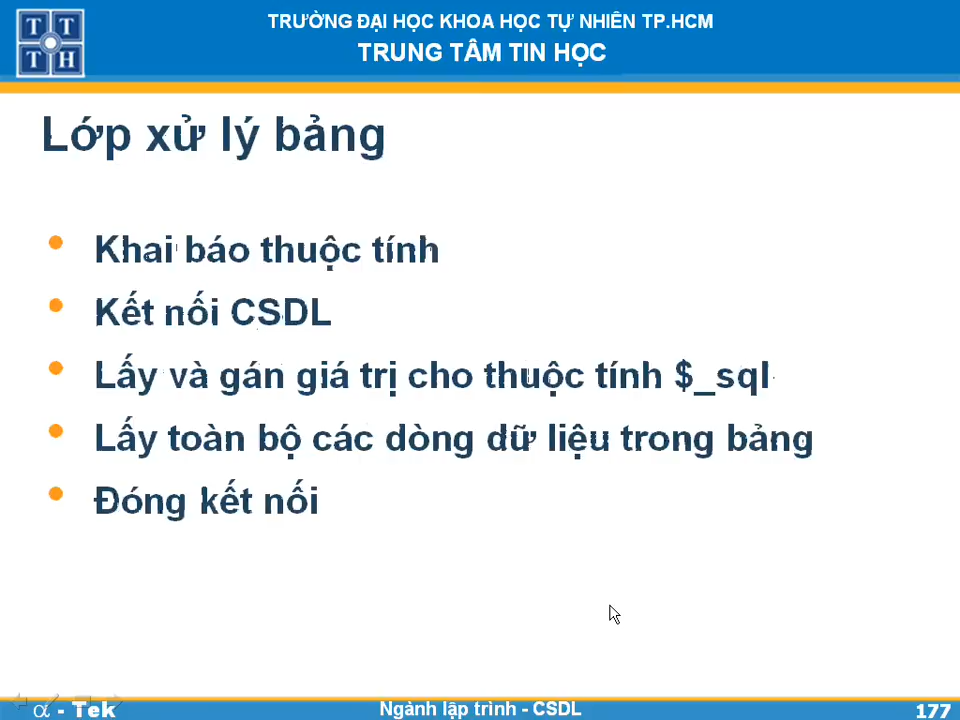 TRƯỜNG ĐẠI HỌC KHOA HỌC TỰ NHIÊN TP.HCM
TRUNG TÂM TIN HỌC
T T
T H
Lớp xử lý bảng
• Khai báo thuộc tính
• Kết nối CSDL
• Lấy và gán giá trị cho thuộc tính $_sql
• Lấy toàn bộ các dòng dữ liệu trong bảng
• Đóng kết nối
α - Tek
Ngành lập trình - CSDL
177